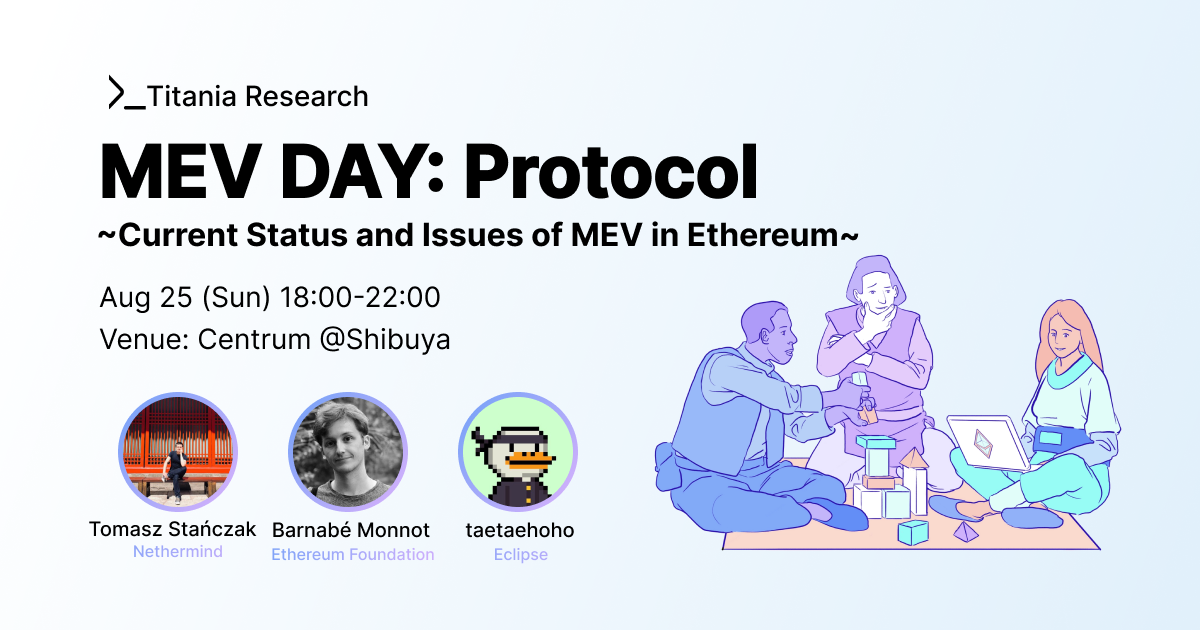 >_Titania Research
MEV DAY: Protocol
~Current Status and Issues of MEV in Ethereum~
Aug 25 (Sun) 18:00-22:00
Venue: Centrum @Shibuya
Tomasz Stańczak
Nethermind
Barnabé Monnot
Ethereum Foundation
taetaehoho
Eclipse